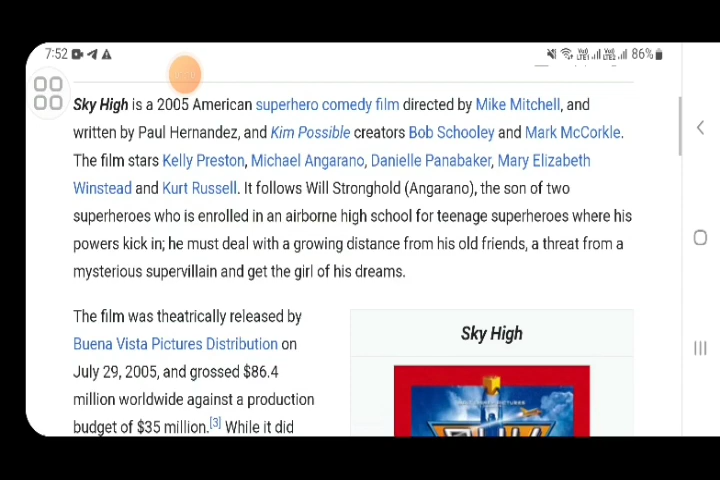 7:52
86%
Sky High is a 2005 American superhero comedy film directed by Mike Mitchell, and
written by Paul Hernandez, and Kim Possible creators Bob Schooley and Mark McCorkle.
The film stars Kelly Preston, Michael Angarano, Danielle Panabaker, Mary Elizabeth
Winstead and Kurt Russell. It follows Will Stronghold (Angarano), the son of two
superheroes who is enrolled in an airborne high school for teenage superheroes where his
powers kick in; he must deal with a growing distance from his old friends, a threat from a
mysterious supervillain and get the girl of his dreams.
The film was theatrically released by
Buena Vista Pictures Distribution on
July 29, 2005, and grossed $86.4
million worldwide against a production
budget of $35 million.[3] While it did
Sky High